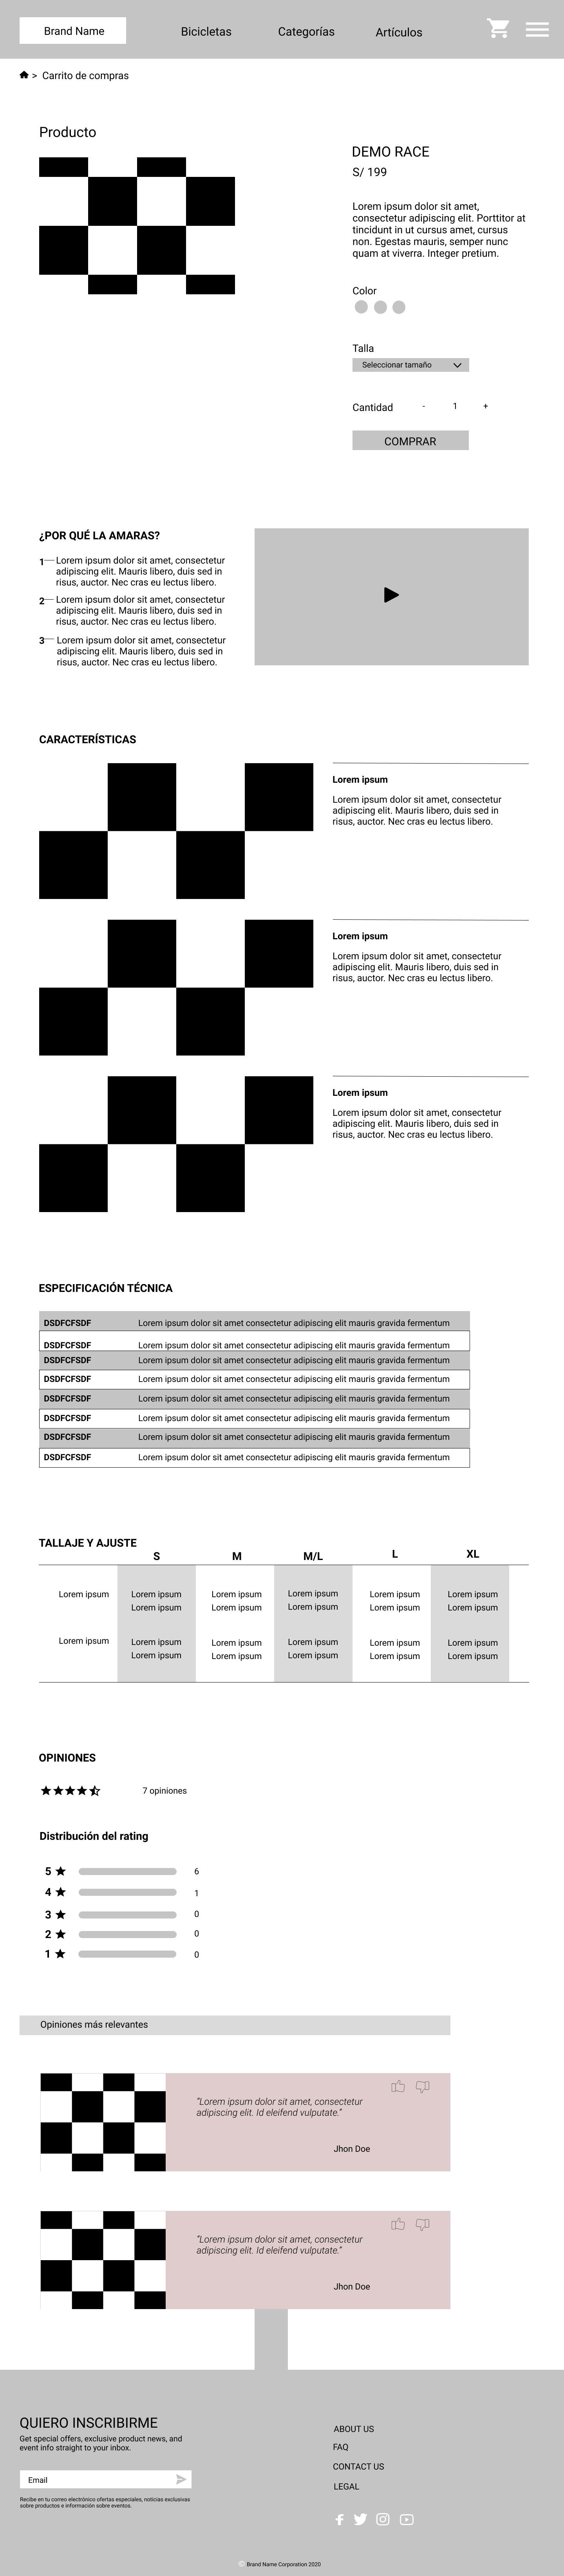 Brand Name
Bicicletas
Categorías
Artículos
> Carrito de compras
Producto
DEMO RACE
S/ 199
Lorem ipsum dolor sit amet,
consectetur adipiscing elit. Porttitor at
tincidunt in ut cursus amet, cursus
non. Egestas mauris, semper nunc
quam at viverra. Integer pretium.
Color
Talla
Seleccionar tamaño
Cantidad - 1 +
COMPRAR
¿POR QUÉ LA AMARAS?
1 Lorem ipsum dolor sit amet, consectetur
adipiscing elit. Mauris libero, duis sed in
risus, auctor. Nec cras eu lectus libero.
2 Lorem ipsum dolor sit amet, consectetur
adipiscing elit. Mauris libero, duis sed in
risus, auctor. Nec cras eu lectus libero.
3 Lorem ipsum dolor sit amet, consectetur
adipiscing elit. Mauris libero, duis sed in
risus, auctor. Nec cras eu lectus libero.
CARACTERÍSTICAS
Lorem ipsum
Lorem ipsum dolor sit amet, consectetur
adipiscing elit. Mauris libero, duis sed in
risus, auctor. Nec cras eu lectus libero.
Lorem ipsum
Lorem ipsum dolor sit amet, consectetur
adipiscing elit. Mauris libero, duis sed in
risus, auctor. Nec cras eu lectus libero.
Lorem ipsum
Lorem ipsum dolor sit amet, consectetur
adipiscing elit. Mauris libero, duis sed in
risus, auctor. Nec cras eu lectus libero.
ESPECIFICACIÓN TÉCNICA
DSDFCFSDF Lorem ipsum dolor sit amet consectetur adipiscing elit mauris gravida fermentum
DSDFCFSDF Lorem ipsum dolor sit amet consectetur adipiscing elit mauris gravida fermentum
DSDFCFSDF Lorem ipsum dolor sit amet consectetur adipiscing elit mauris gravida fermentum
DSDFCFSDF Lorem ipsum dolor sit amet consectetur adipiscing elit mauris gravida fermentum
DSDFCFSDF Lorem ipsum dolor sit amet consectetur adipiscing elit mauris gravida fermentum
DSDFCFSDF Lorem ipsum dolor sit amet consectetur adipiscing elit mauris gravida fermentum
DSDFCFSDF Lorem ipsum dolor sit amet consectetur adipiscing elit mauris gravida fermentum
DSDFCFSDF Lorem ipsum dolor sit amet consectetur adipiscing elit mauris gravida fermentum
TALLAJE Y AJUSTE
S M M/L L XL
Lorem ipsum Lorem ipsum Lorem ipsum Lorem ipsum Lorem ipsum Lorem ipsum
Lorem ipsum Lorem ipsum Lorem ipsum Lorem ipsum Lorem ipsum
Lorem ipsum Lorem ipsum Lorem ipsum Lorem ipsum Lorem ipsum Lorem ipsum
Lorem ipsum Lorem ipsum Lorem ipsum Lorem ipsum Lorem ipsum
OPINIONES
7 opiniones
Distribución del rating
5 6
4 1
3 0
2 0
1 0
Opiniones más relevantes
“Lorem ipsum dolor sit amet, consectetur
adipiscing elit. Id eleifend vulputate.”
Jhon Doe
“Lorem ipsum dolor sit amet, consectetur
adipiscing elit. Id eleifend vulputate.”
Jhon Doe
QUIERO INSCRIBIRME
Get special offers, exclusive product news, and
event info straight to your inbox.
Email
Recibe en tu correo electrónico ofertas especiales, noticias exclusivas
sobre productos e información sobre eventos.
ABOUT US
FAQ
CONTACT US
LEGAL
© Brand Name Corporation 2020